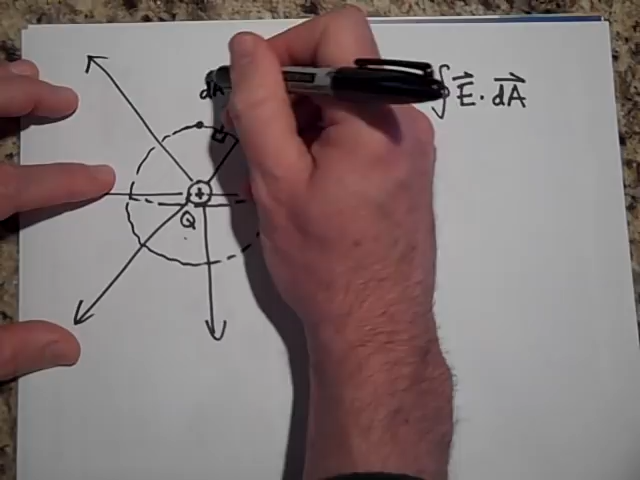 dA
∮ E⃗ · dA⃗
+
Q